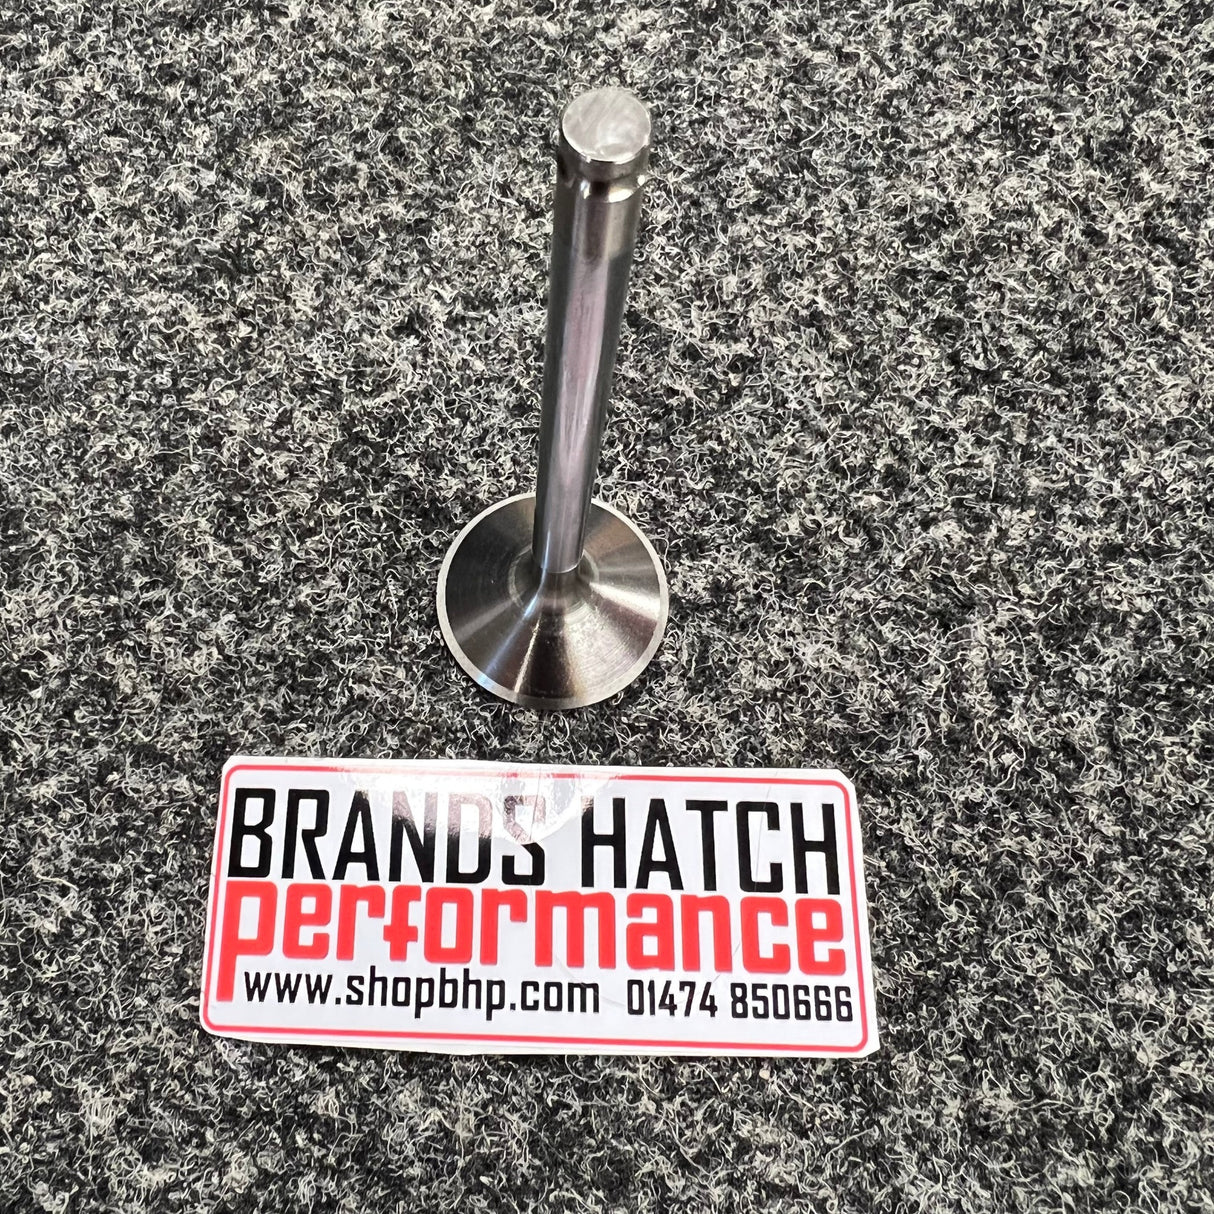 BRANDS HATCH
performance
www.shopbhp.com 01474 850666